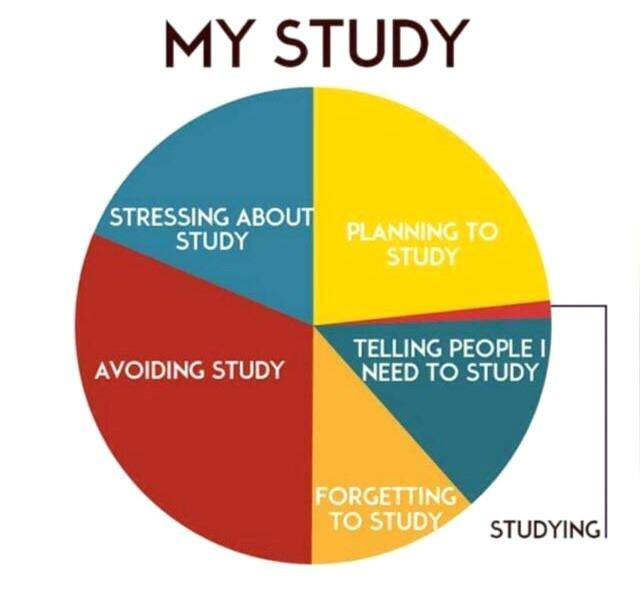 MY STUDY
STRESSING ABOUT
STUDY
PLANNING TO
STUDY
AVOIDING STUDY
TELLING PEOPLE I
NEED TO STUDY
FORGETTING
TO STUDY
STUDYING